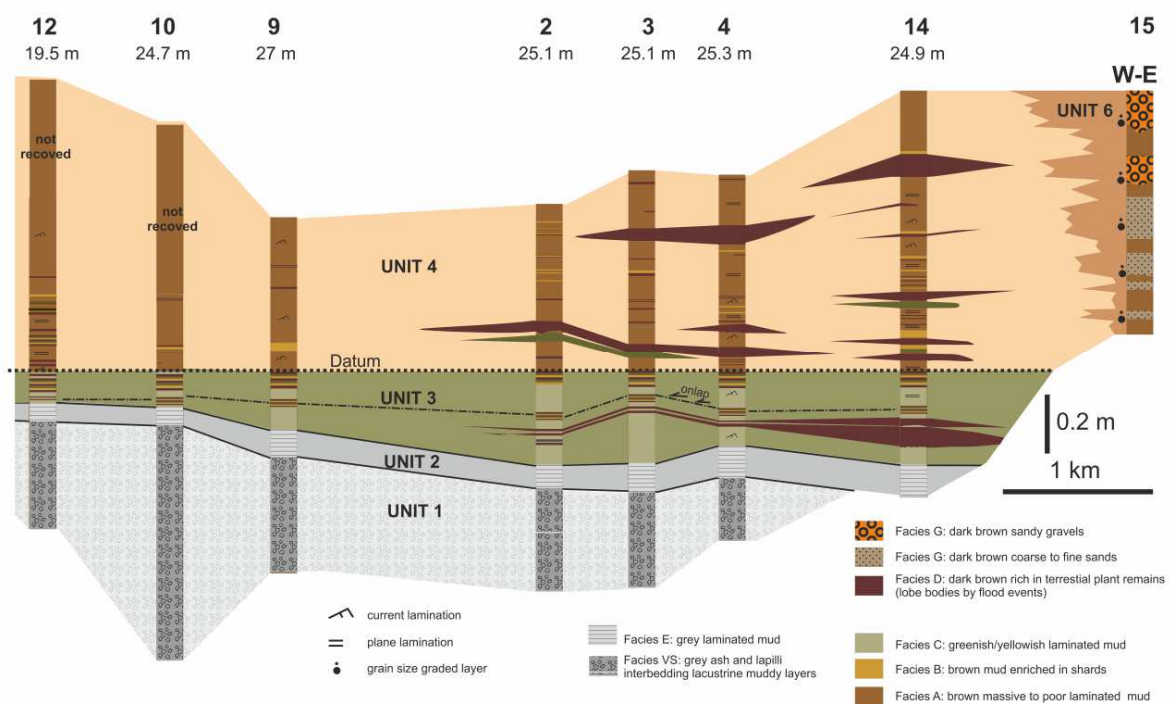 12 10 9 2 3 4 14 15
19.5 m 24.7 m 27 m 25.1 m 25.1 m 25.3 m 24.9 m
W-E
UNIT 6
not
recoved
not
recoved
UNIT 4
Datum
UNIT 3
onlap
0.2 m
UNIT 2
1 km
UNIT 1
Facies G: dark brown sandy gravels
Facies G: dark brown coarse to fine sands
Facies D: dark brown rich in terrestial plant remains
(lobe bodies by flood events)
current lamination
plane lamination
grain size graded layer
Facies E: grey laminated mud
Facies VS: grey ash and lapilli
interbedding lacustrine muddy layers
Facies C: greenish/yellowish laminated mud
Facies B: brown mud enriched in shards
Facies A: brown massive to poor laminated mud